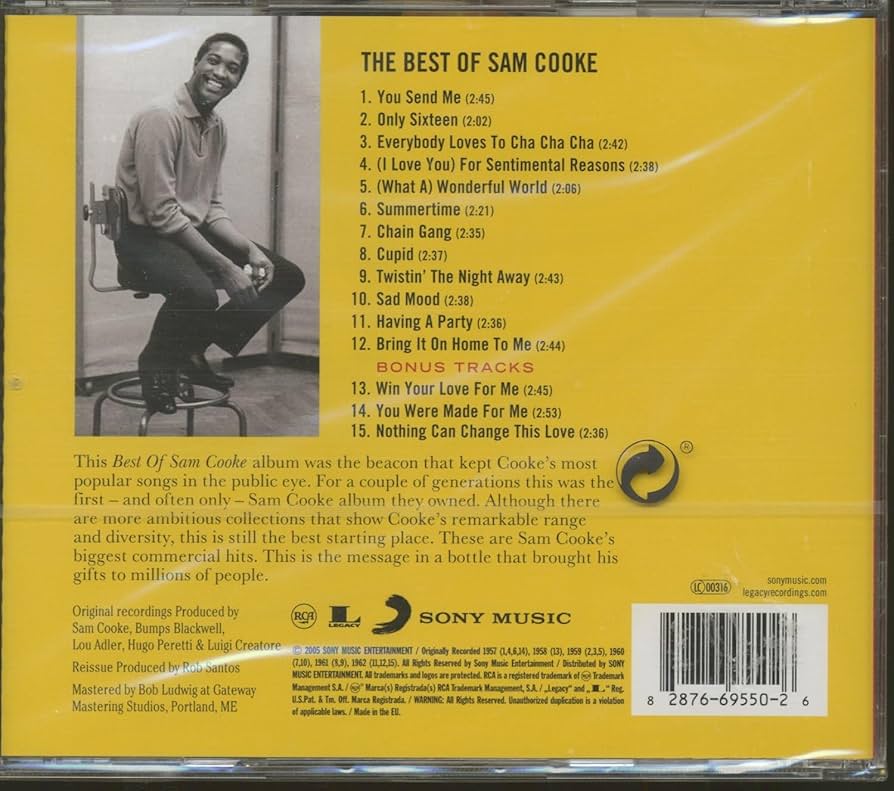 THE BEST OF SAM COOKE
1. You Send Me (2:45)
2. Only Sixteen (2:02)
3. Everybody Loves To Cha Cha Cha (2:42)
4. (I Love You) For Sentimental Reasons (2:38)
5. (What A) Wonderful World (2:06)
6. Summertime (2:21)
7. Chain Gang (2:35)
8. Cupid (2:37)
9. Twistin' The Night Away (2:43)
10. Sad Mood (2:38)
11. Having A Party (2:36)
12. Bring It On Home To Me (2:44)
BONUS TRACKS
13. Win Your Love For Me (2:45)
14. You Were Made For Me (2:53)
15. Nothing Can Change This Love (2:36)
®
This Best Of Sam Cooke album was the beacon that kept Cooke's most
popular songs in the public eye. For a couple of generations this was the
first – and often only – Sam Cooke album they owned. Although there
are more ambitious collections that show Cooke's remarkable range
and diversity, this is still the best starting place. These are Sam Cooke's
biggest commercial hits. This is the message in a bottle that brought his
gifts to millions of people.
Original recordings Produced by
Sam Cooke, Bumps Blackwell,
Lou Adler, Hugo Peretti & Luigi Creatore
Reissue Produced by Rob Santos
Mastered by Bob Ludwig at Gateway
Mastering Studios, Portland, ME
RCA
L
LEGACY
SONY MUSIC
© 2005 SONY MUSIC ENTERTAINMENT / Originally Recorded 1957 (1,4,6,14), 1958 (13), 1959 (2,3,5), 1960
(7,10), 1961 (8,9), 1962 (11,12,15). All Rights Reserved by Sony Music Entertainment / Distributed by SONY
MUSIC ENTERTAINMENT. All trademarks and logos are protected. RCA is a registered trademark of RCA Trademark
Management S.A. / RCA Marca(s) Registrada(s) RCA Trademark Management, S.A. / „Legacy" and „L" Reg.
U.S.Pat. & Tm. Off. Marca Registrada. / WARNING: All Rights Reserved. Unauthorized duplication is a violation
of applicable laws. / Made in the EU.
LC 00316
sonymusic.com
legacyrecordings.com
8 2876-69550-2 6